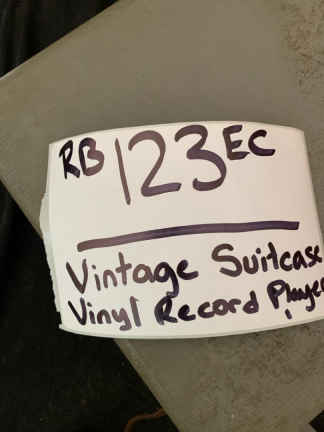 RB 123 EC
Vintage Suitcase
Vinyl Record Player